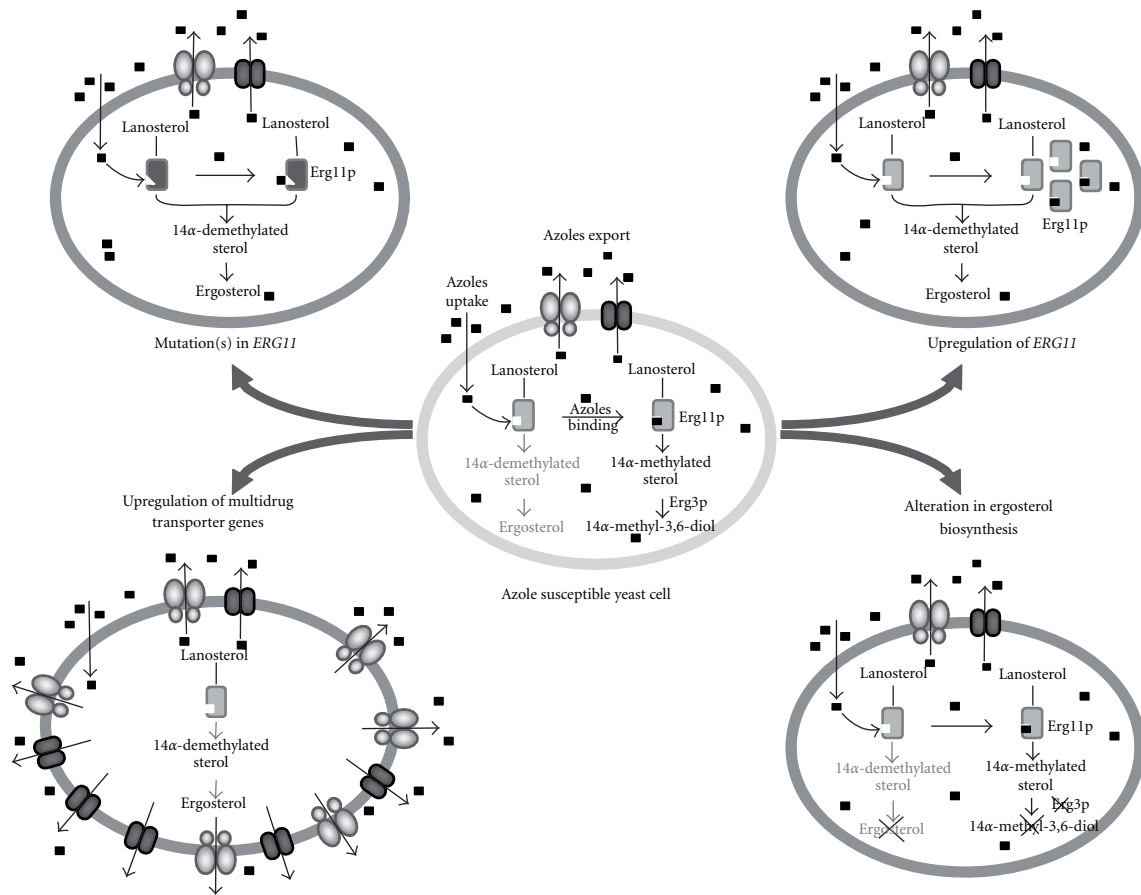 Lanosterol
Lanosterol
Erg11p
14α-demethylated
sterol
Ergosterol
Mutation(s) in ERG11
Lanosterol
Lanosterol
Erg11p
14α-demethylated
sterol
Ergosterol
Upregulation of ERG11
Azoles export
Azoles
uptake
Lanosterol
Lanosterol
Azoles
binding
Erg11p
14α-demethylated
sterol
14α-methylated
sterol
Erg3p
Ergosterol
14α-methyl-3,6-diol
Azole susceptible yeast cell
Upregulation of multidrug
transporter genes
Lanosterol
14α-demethylated
sterol
Ergosterol
Alteration in ergosterol
biosynthesis
Lanosterol
Lanosterol
Erg11p
14α-demethylated
sterol
14α-methylated
sterol
Erg3p
Ergosterol
14α-methyl-3,6-diol